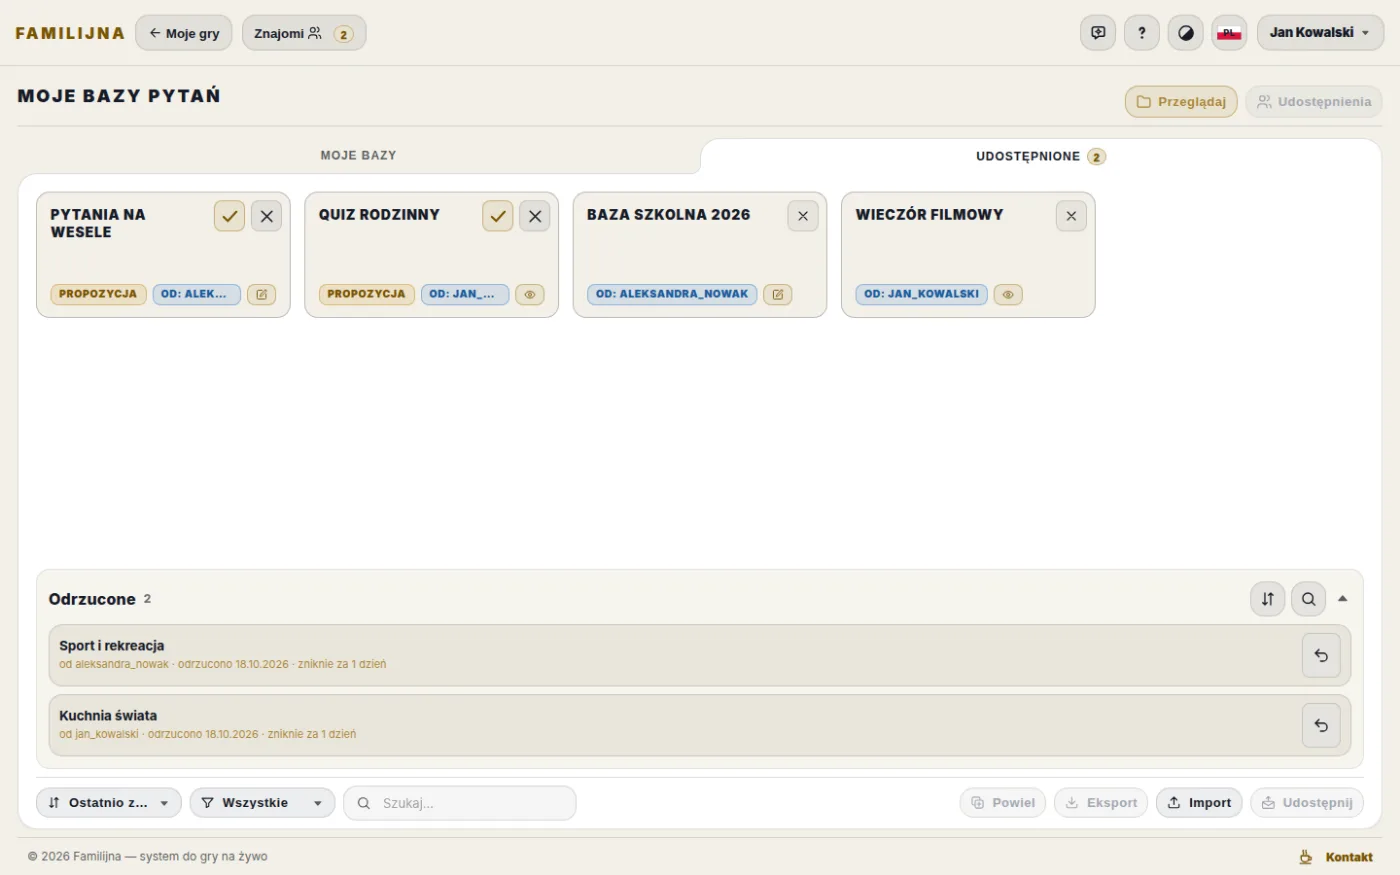 FAMILIJNA
Moje gry
Znajomi 2
?
PL
Jan Kowalski
MOJE BAZY PYTAŃ
Przeglądaj
Udostępnienia
MOJE BAZY
UDOSTĘPNIONE 2
PYTANIA NA
WESELE
PROPOZYCJA
OD: ALEK...
QUIZ RODZINNY
PROPOZYCJA
OD: JAN_...
BAZA SZKOLNA 2026
OD: ALEKSANDRA_NOWAK
WIECZÓR FILMOWY
OD: JAN_KOWALSKI
Odrzucone 2
Sport i rekreacja
od aleksandra_nowak · odrzucono 18.10.2026 · zniknie za 1 dzień
Kuchnia świata
od jan_kowalski · odrzucono 18.10.2026 · zniknie za 1 dzień
Ostatnio z...
Wszystkie
Szukaj...
Powiel
Eksport
Import
Udostępnij
© 2026 Familijna — system do gry na żywo
Kontakt